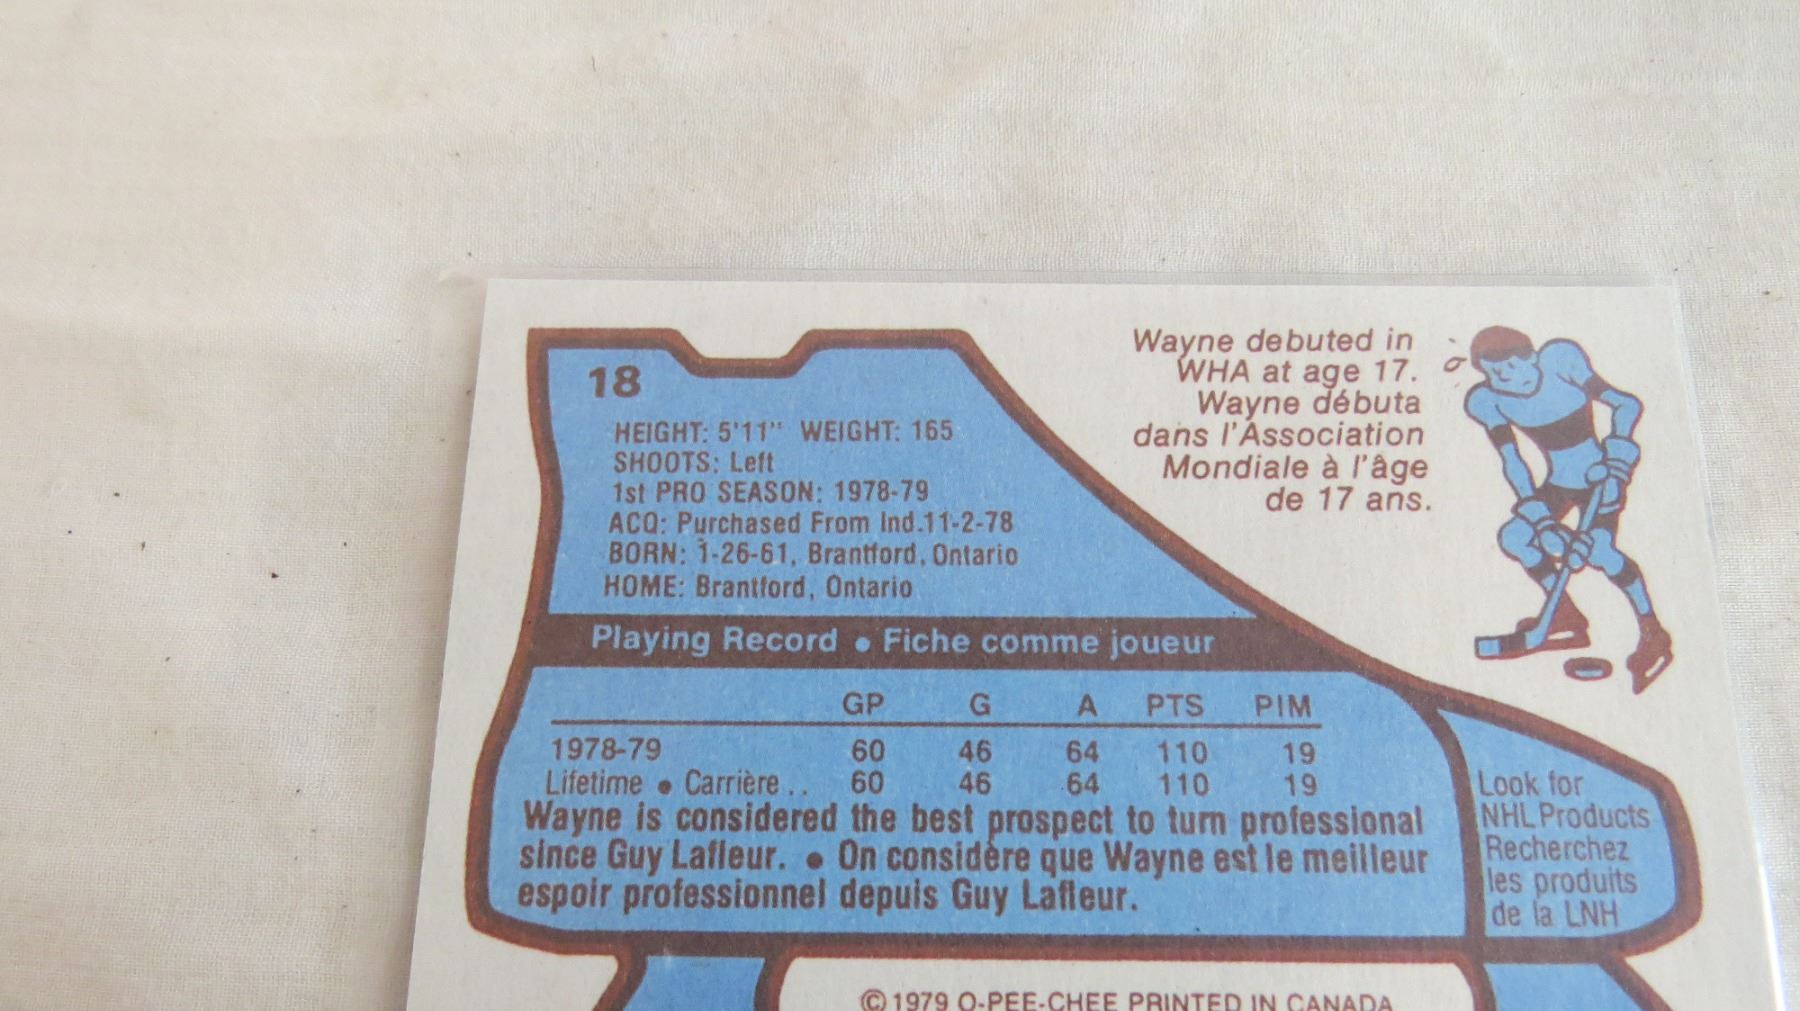 18
HEIGHT: 5'11" WEIGHT: 165
SHOOTS: Left
1st PRO SEASON: 1978-79
ACQ: Purchased From Ind.11-2-78
BORN: 1-26-61, Brantford, Ontario
HOME: Brantford, Ontario
Wayne debuted in
WHA at age 17.
Wayne débuta
dans l'Association
Mondiale à l'âge
de 17 ans.
Playing Record • Fiche comme joueur
GP G A PTS PIM
1978-79 60 46 64 110 19
Lifetime • Carrière .. 60 46 64 110 19
Wayne is considered the best prospect to turn professional
since Guy Lafleur. • On considère que Wayne est le meilleur
espoir professionnel depuis Guy Lafleur.
Look for
NHL Products
Recherchez
les produits
de la LNH
© 1979 O-PEE-CHEE PRINTED IN CANADA